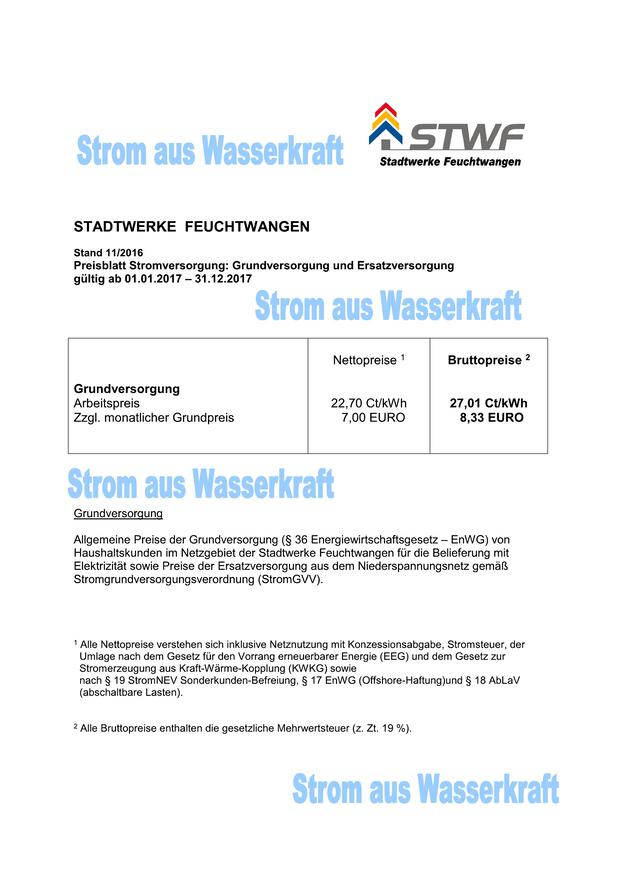 Strom aus Wasserkraft
STWF
Stadtwerke Feuchtwangen
STADTWERKE FEUCHTWANGEN
Stand 11/2016
Preisblatt Stromversorgung: Grundversorgung und Ersatzversorgung
gültig ab 01.01.2017 – 31.12.2017
Strom aus Wasserkraft
Nettopreise ¹ Bruttopreise ²
Grundversorgung
Arbeitspreis 22,70 Ct/kWh 27,01 Ct/kWh
Zzgl. monatlicher Grundpreis 7,00 EURO 8,33 EURO
Strom aus Wasserkraft
Grundversorgung
Allgemeine Preise der Grundversorgung (§ 36 Energiewirtschaftsgesetz – EnWG) von
Haushaltskunden im Netzgebiet der Stadtwerke Feuchtwangen für die Belieferung mit
Elektrizität sowie Preise der Ersatzversorgung aus dem Niederspannungsnetz gemäß
Stromgrundversorgungsverordnung (StromGVV).
¹ Alle Nettopreise verstehen sich inklusive Netznutzung mit Konzessionsabgabe, Stromsteuer, der
Umlage nach dem Gesetz für den Vorrang erneuerbarer Energie (EEG) und dem Gesetz zur
Stromerzeugung aus Kraft-Wärme-Kopplung (KWKG) sowie
nach § 19 StromNEV Sonderkunden-Befreiung, § 17 EnWG (Offshore-Haftung)und § 18 AbLaV
(abschaltbare Lasten).
² Alle Bruttopreise enthalten die gesetzliche Mehrwertsteuer (z. Zt. 19 %).
Strom aus Wasserkraft